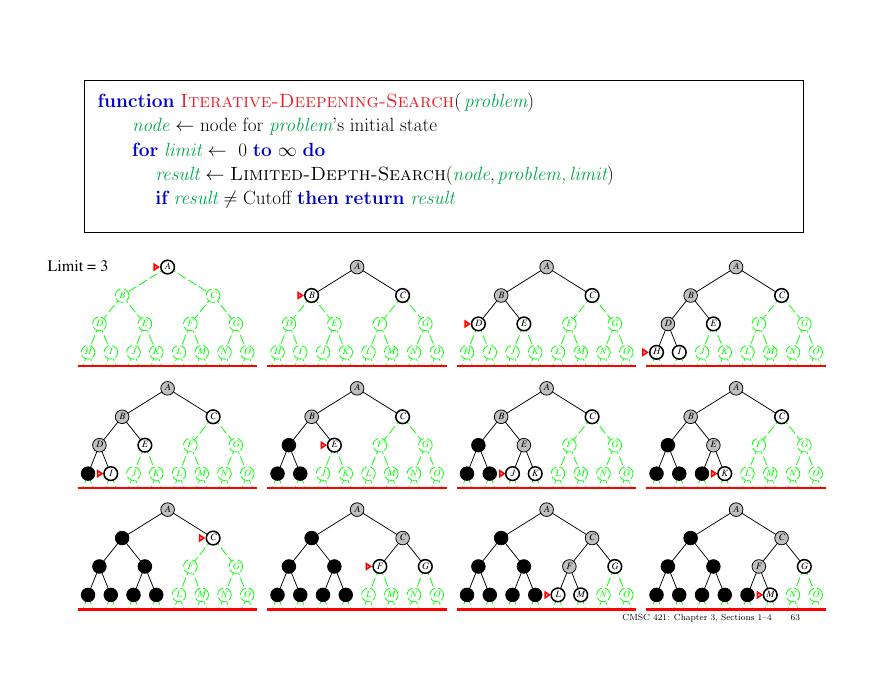 function ITERATIVE-DEEPENING-SEARCH( problem)
node ← node for problem's initial state
for limit ← 0 to ∞ do
result ← LIMITED-DEPTH-SEARCH(node, problem, limit)
if result ≠ Cutoff then return result
Limit = 3 A A A A
B C B C B C B C
D E F G D E F G D E F G D E F G
H I J K L M N O H I J K L M N O H I J K L M N O H I J K L M N O
A A A A
B C B C B C B C
D E F G E F G E F G E F G
I J K L M N O J K L M N O J K L M N O K L M N O
A A A A
C C C C
F G F G F G F G
L M N O L M N O L M N O M N O
CMSC 421: Chapter 3, Sections 1–4 63